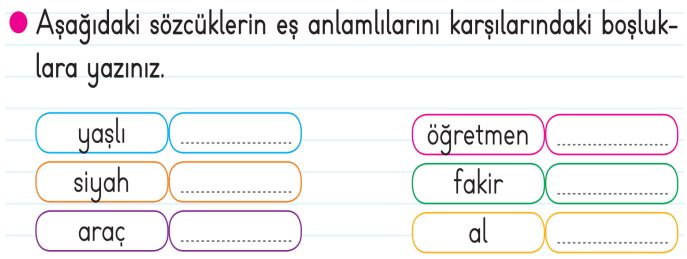 Aşağıdaki sözcüklerin eş anlamlılarını karşılarındaki boşluk-
lara yazınız.
yaşlı ........................ öğretmen ........................
siyah ........................ fakir ........................
araç ........................ al ........................